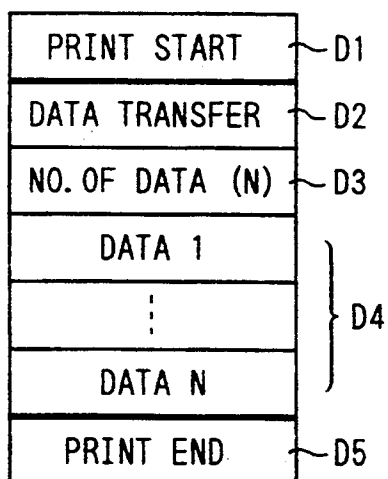 PRINT START D1
DATA TRANSFER D2
NO. OF DATA (N) D3
DATA 1
D4
DATA N
PRINT END D5